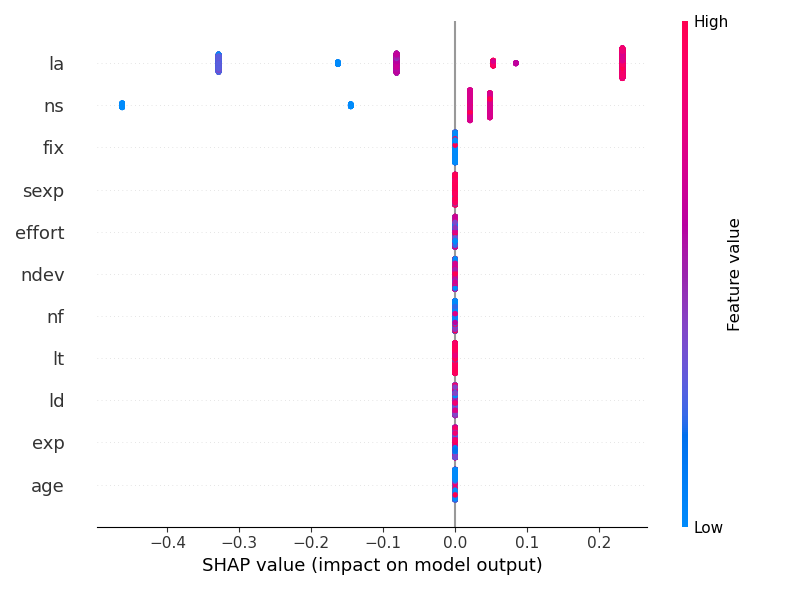 High
la
ns
fix
sexp
effort
ndev
nf
lt
ld
exp
age
Feature value
Low
−0.4 −0.3 −0.2 −0.1 0.0 0.1 0.2
SHAP value (impact on model output)